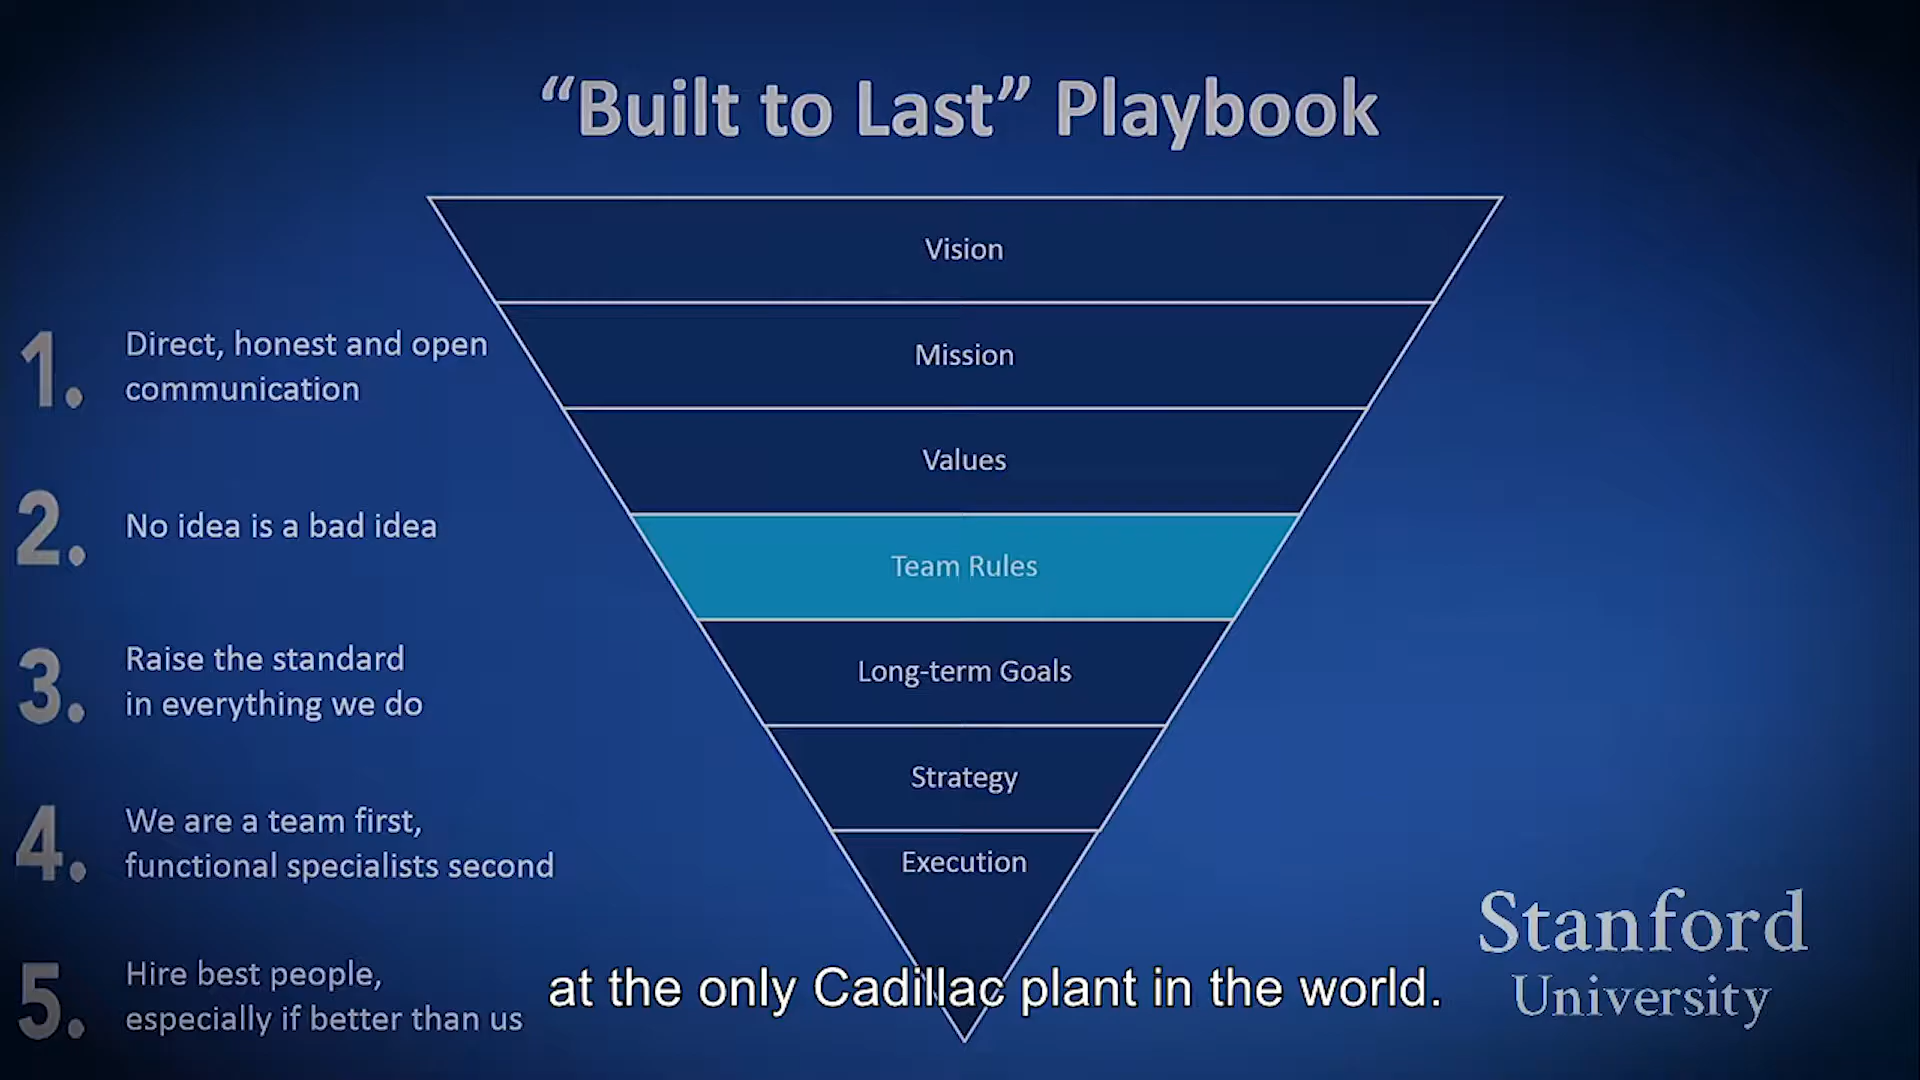 “Built to Last” Playbook
Vision
Mission
Values
Team Rules
Long-term Goals
Strategy
Execution
1. Direct, honest and open
communication
2. No idea is a bad idea
3. Raise the standard
in everything we do
4. We are a team first,
functional specialists second
5. Hire best people,
especially if better than us
at the only Cadillac plant in the world.
Stanford
University